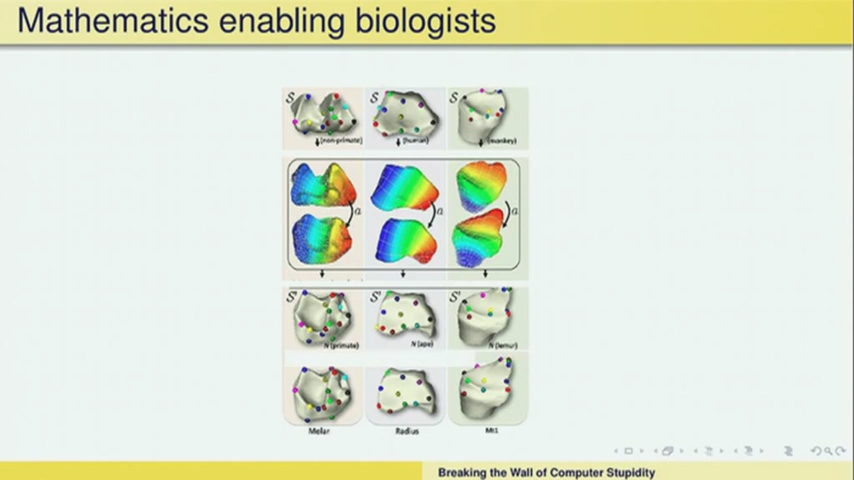 Mathematics enabling biologists
S S S
(non-primate) (human) (monkey)
a a a
S' S' S'
N (primate) N (ape) N (lemur)
Molar Radius Mt1
Breaking the Wall of Computer Stupidity